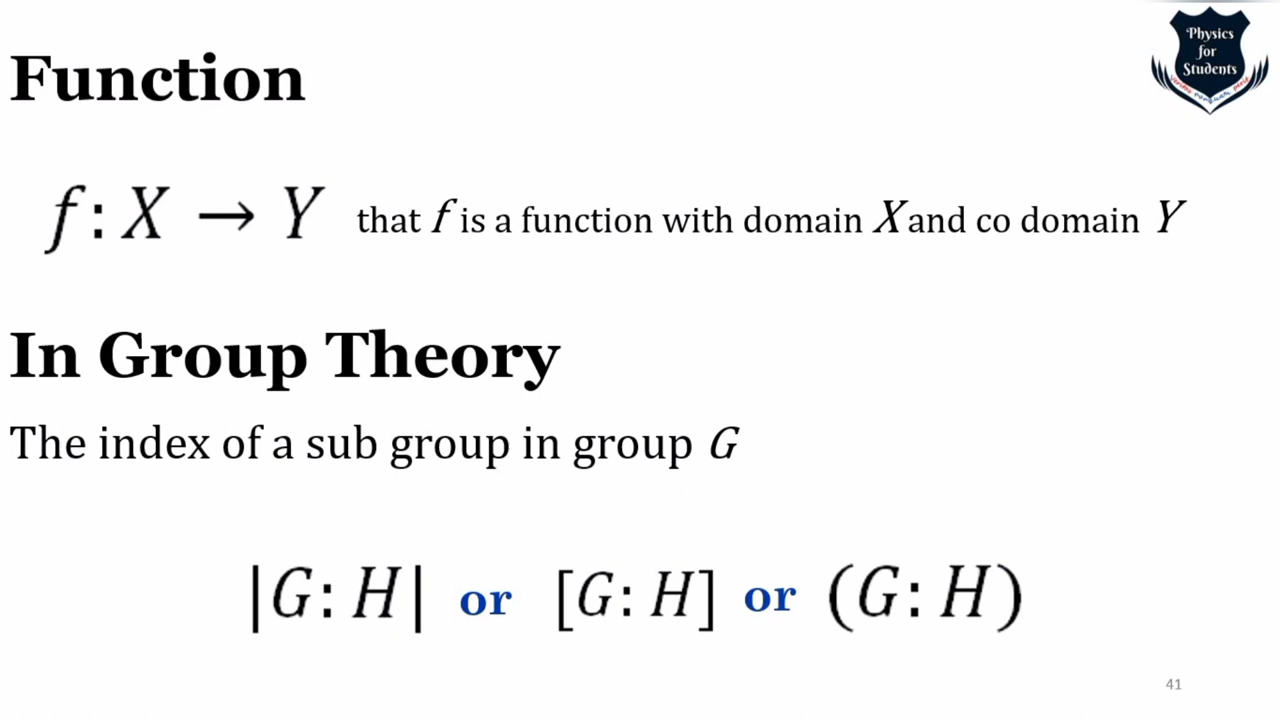 Physics
for
Students
Function
f: X → Y that f is a function with domain X and co domain Y
In Group Theory
The index of a sub group in group G
|G: H| or [G: H] or (G: H)
41